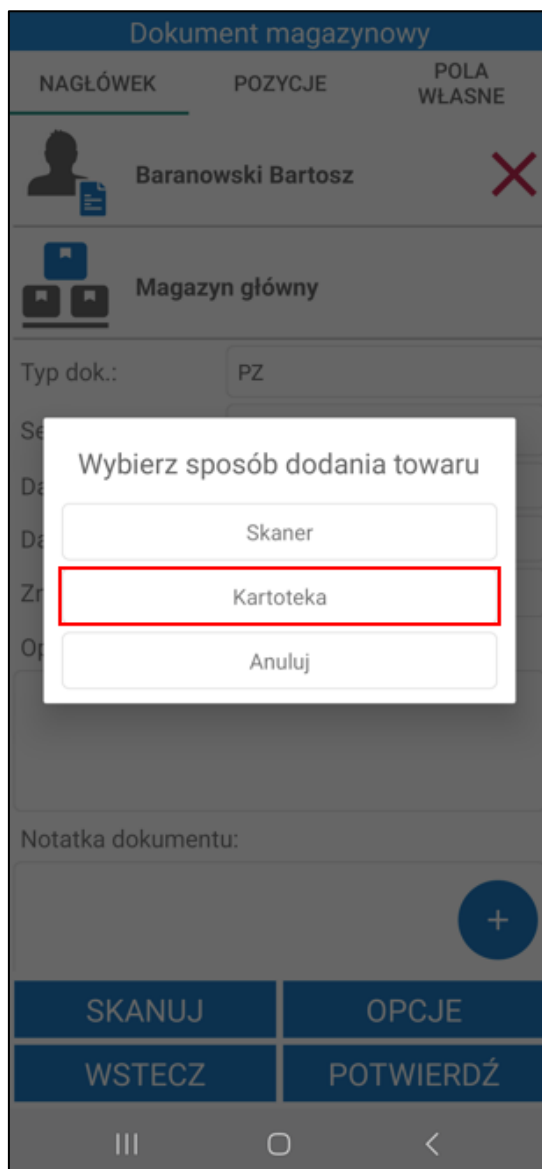 Dokument magazynowy
NAGŁÓWEK
POZYCJE
POLA
WŁASNE
Baranowski Bartosz
Magazyn główny
Typ dok.:
PZ
Wybierz sposób dodania towaru
Skaner
Kartoteka
Anuluj
Notatka dokumentu:
+
SKANUJ
OPCJE
WSTECZ
POTWIERDŹ